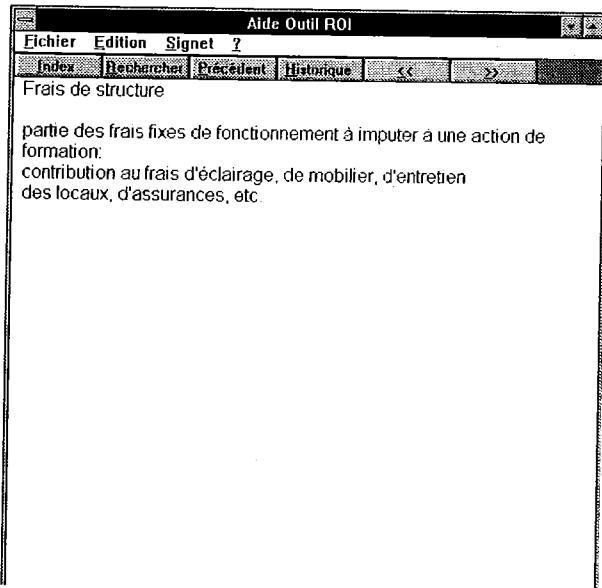 Aide Outil ROI
Fichier Edition Signet ?
Index Rechercher Précédent Historique << >>
Frais de structure
partie des frais fixes de fonctionnement à imputer à une action de
formation:
contribution au frais d'éclairage, de mobilier, d'entretien
des locaux, d'assurances, etc.